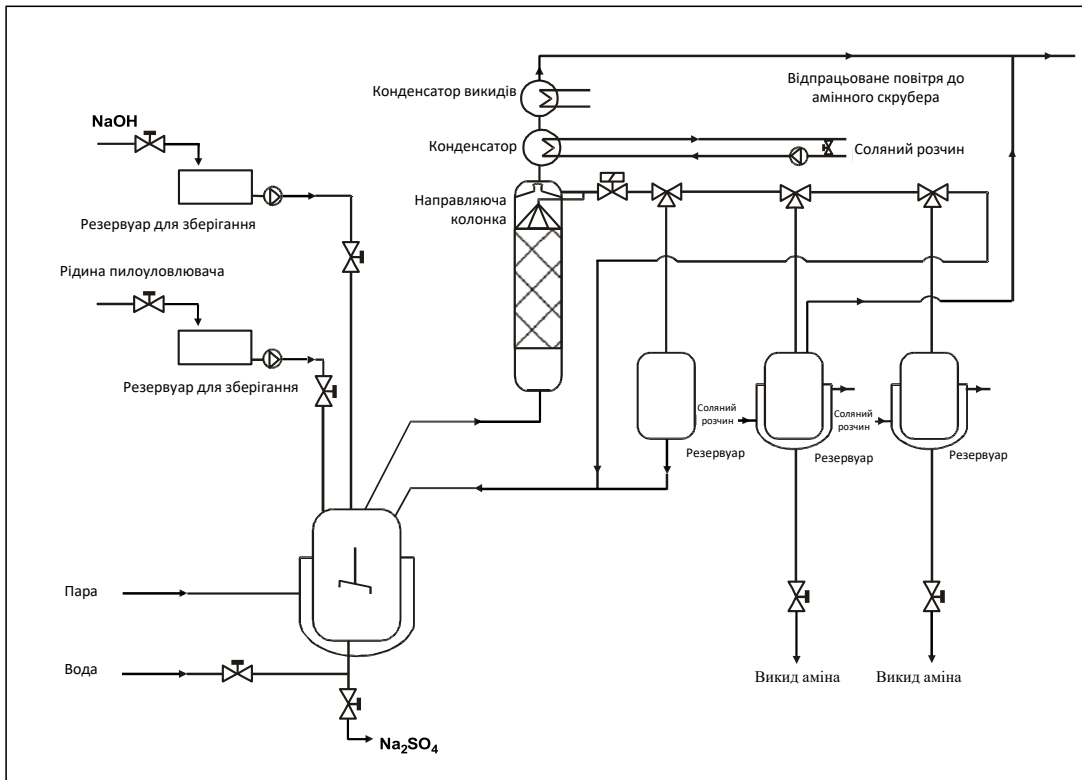 Конденсатор викидів
Відпрацьоване повітря до
амінного скрубера
NaOH
Конденсатор
Соляний розчин
Направляюча
колонка
Резервуар для зберігання
Рідина пилоуловлювача
Резервуар для зберігання
Соляний
розчин
Соляний
розчин
Резервуар
Резервуар
Резервуар
Пара
Вода
Викид аміна
Викид аміна
Na₂SO₄